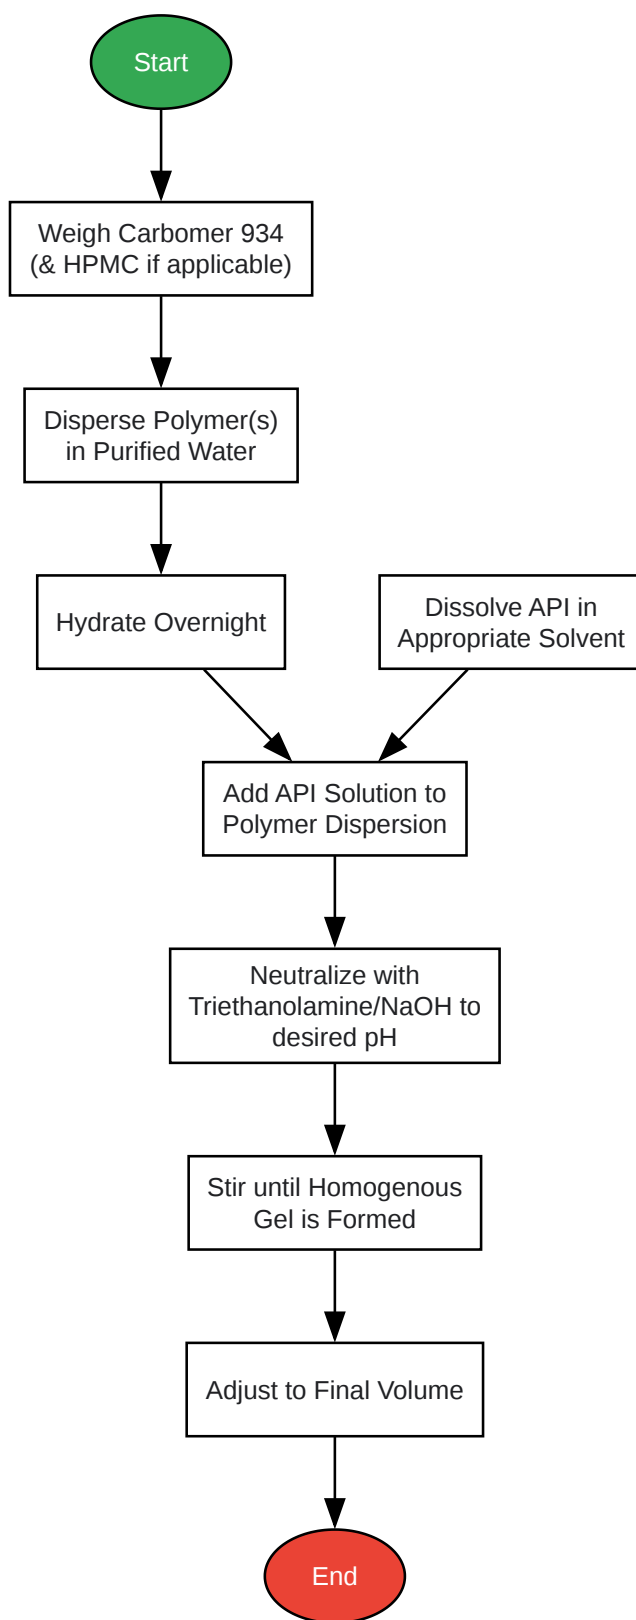 Start
Weigh Carbomer 934
(& HPMC if applicable)
Disperse Polymer(s)
in Purified Water
Hydrate Overnight
Dissolve API in
Appropriate Solvent
Add API Solution to
Polymer Dispersion
Neutralize with
Triethanolamine/NaOH to
desired pH
Stir until Homogenous
Gel is Formed
Adjust to Final Volume
End